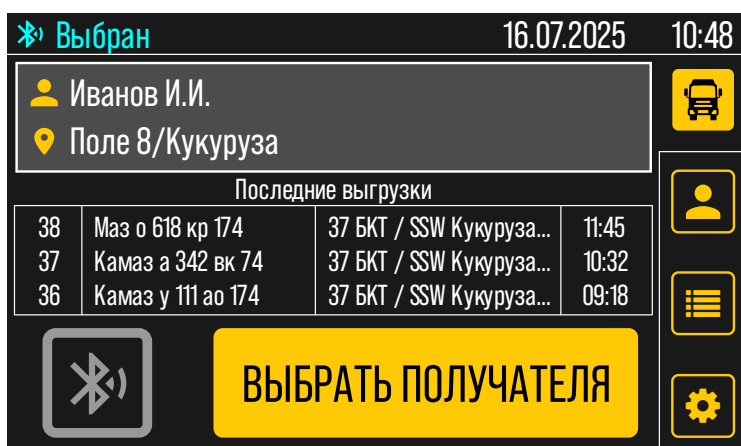 Выбран 16.07.2025 10:48
Иванов И.И.
Поле 8/Кукуруза
Последние выгрузки
38 Маз о 618 кр 174 37 БКТ / SSW Кукуруза... 11:45
37 Камаз а 342 вк 74 37 БКТ / SSW Кукуруза... 10:32
36 Камаз у 111 ао 174 37 БКТ / SSW Кукуруза... 09:18
ВЫБРАТЬ ПОЛУЧАТЕЛЯ